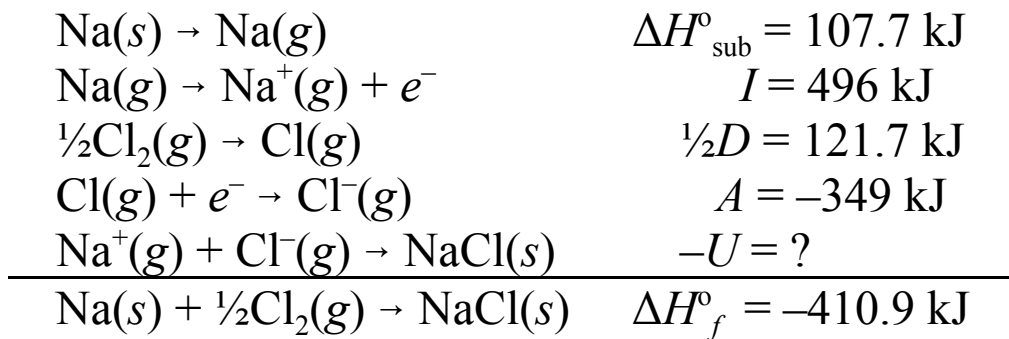 Na(s) → Na(g) ΔH°sub = 107.7 kJ
Na(g) → Na⁺(g) + e⁻ I = 496 kJ
½Cl₂(g) → Cl(g) ½D = 121.7 kJ
Cl(g) + e⁻ → Cl⁻(g) A = –349 kJ
Na⁺(g) + Cl⁻(g) → NaCl(s) –U = ?
Na(s) + ½Cl₂(g) → NaCl(s) ΔH°f = –410.9 kJ